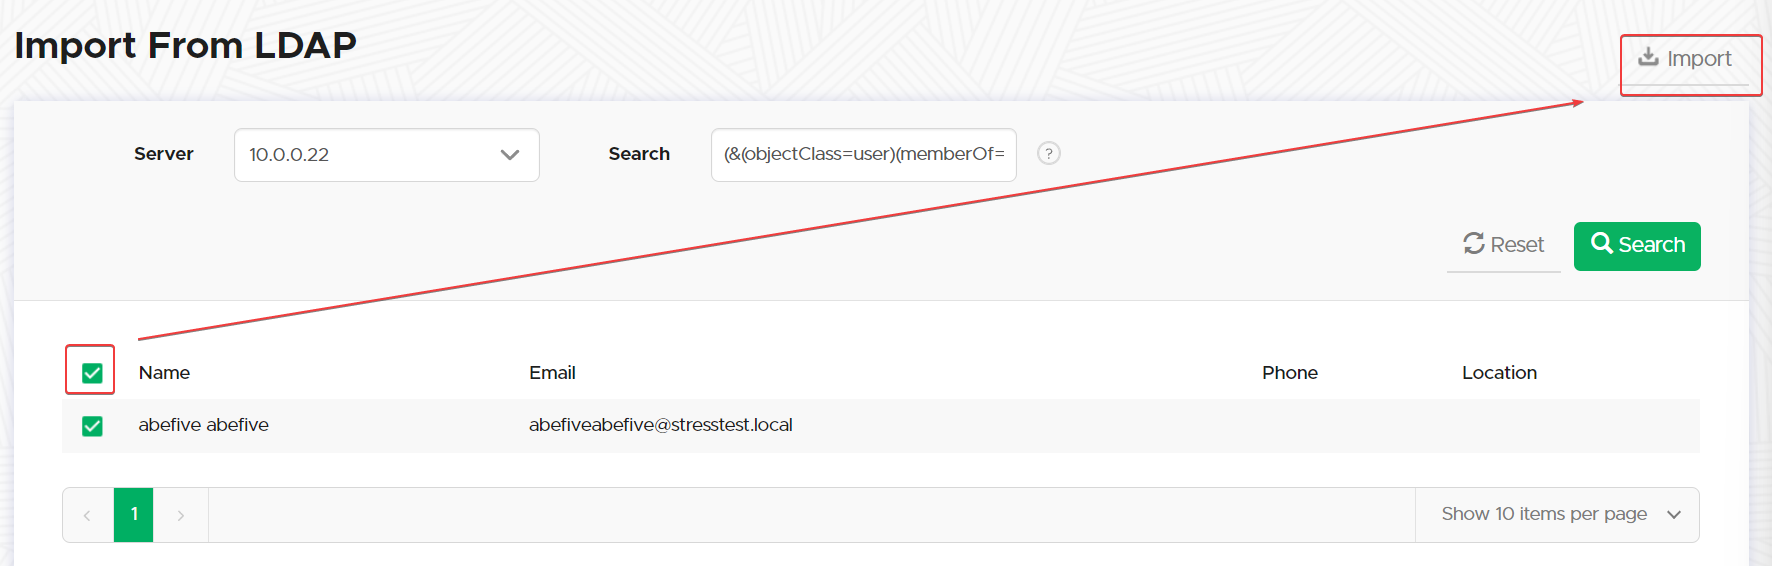 Import From LDAP
Import
Server
10.0.0.22
Search
(&(objectClass=user)(memberOf=
?
Reset
Search
Name Email Phone Location
abefive abefive abefiveabefive@stresstest.local
< 1 > Show 10 items per page